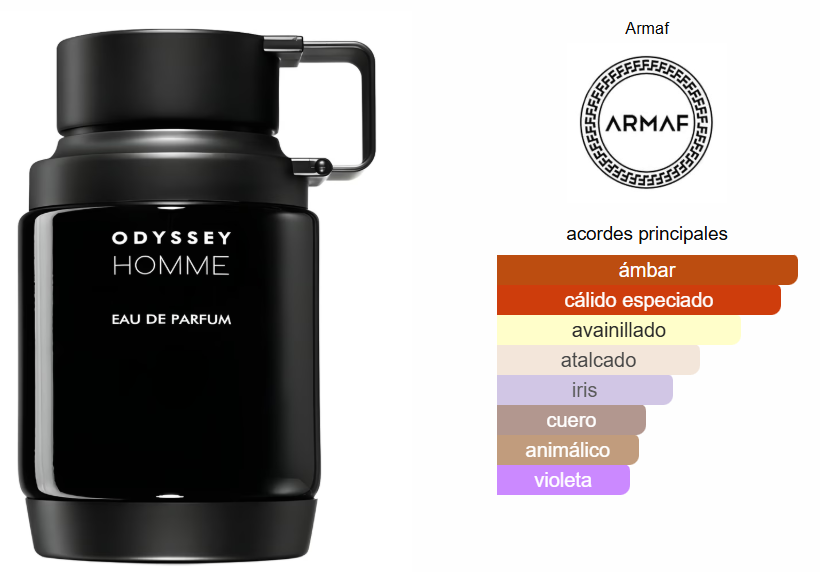 ODYSSEY
HOMME
EAU DE PARFUM
Armaf
ARMAF
acordes principales
ámbar
cálido especiado
avainillado
atalcado
iris
cuero
animálico
violeta